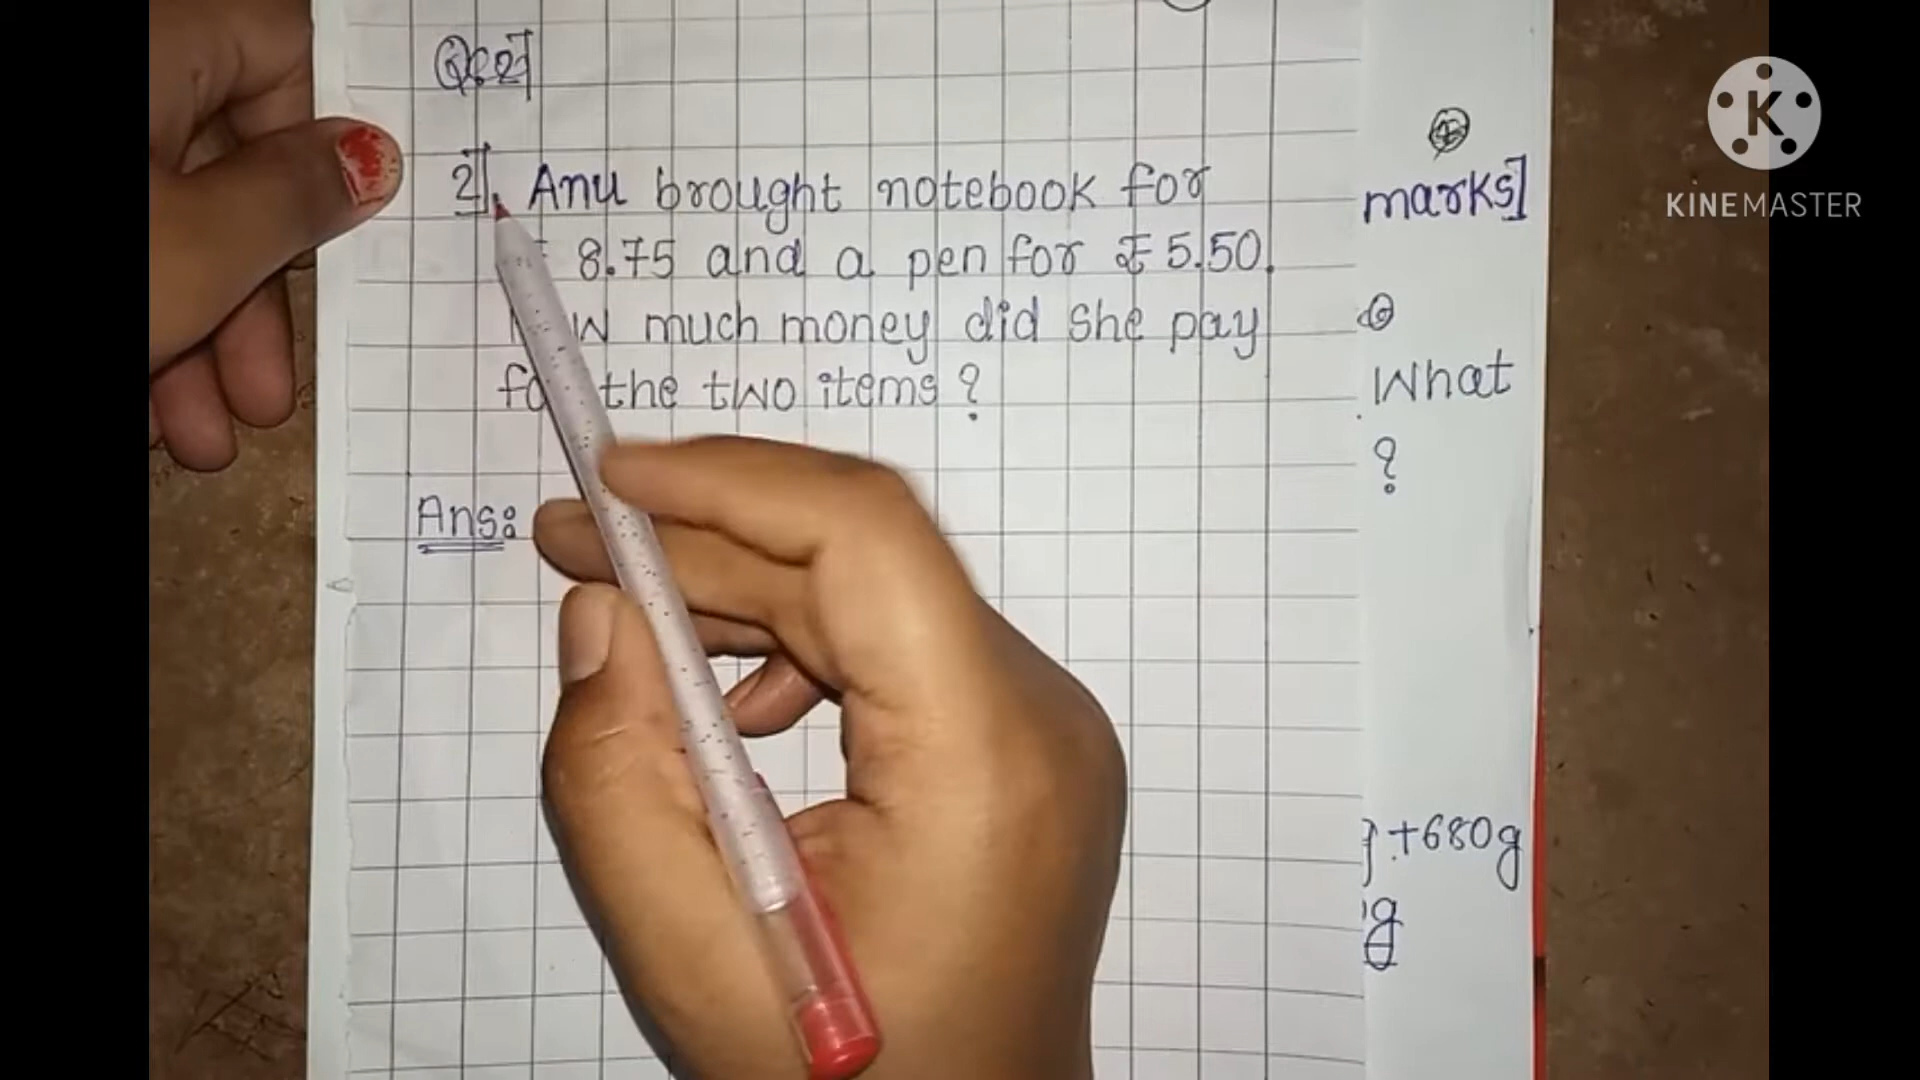 2]. Anu brought notebook for
8.75 and a pen for ₹ 5.50.
much money did she pay
the two items ?
Ans:
marks]
What
?
+680g
g
K
KINEMASTER